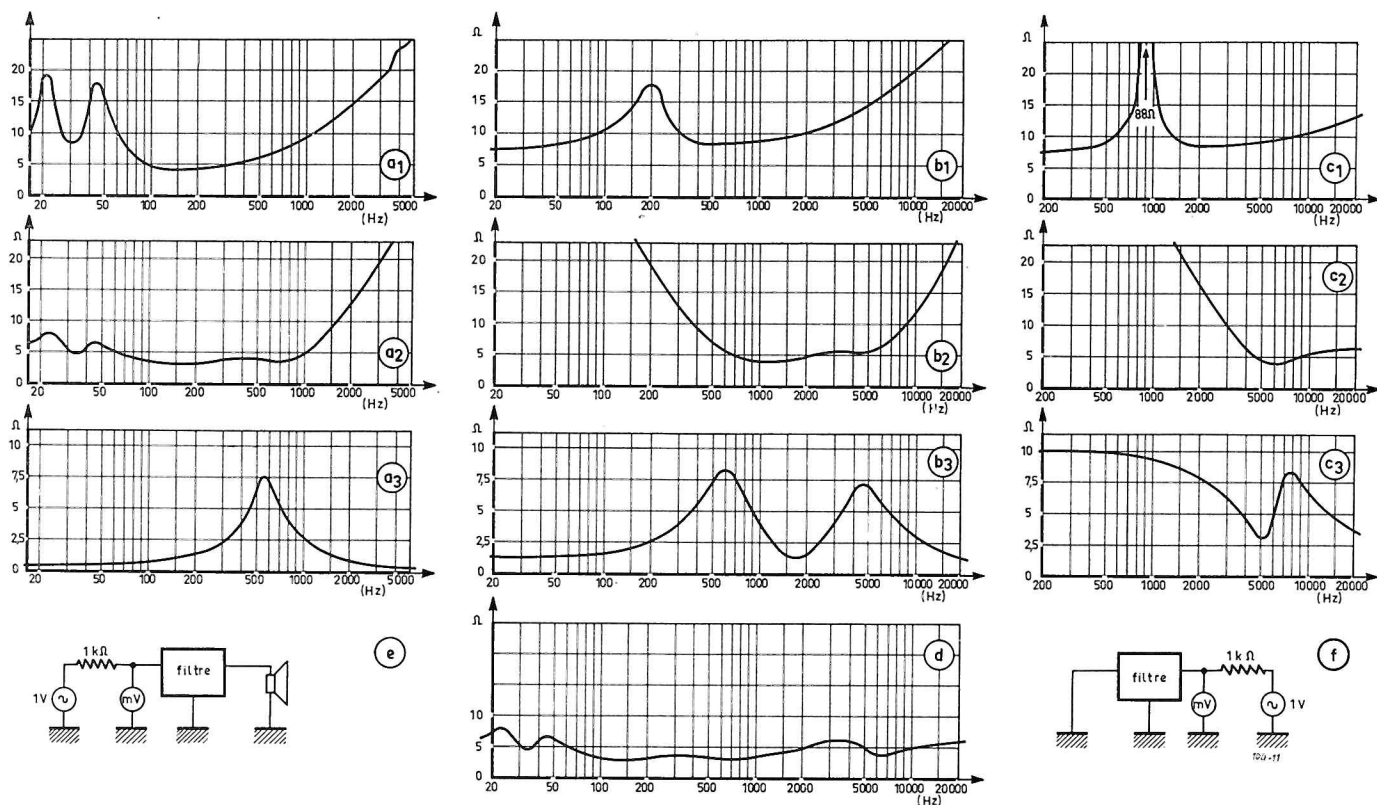 Ω Ω
20 20 20
15 15 15
10 10 10
88Ω
5 5 5
0 0 0
a1 b1 c1
20 50 100 200 500 1000 2000 5000
(Hz)
20 50 100 200 500 1000 2000 5000 10000 20000
(Hz)
200 500 1000 2000 5000 10000 20000
(Hz)
Ω Ω Ω
20 20 20
15 15 15
10 10 10
5 5 5
0 0 0
a2 b2 c2
20 50 100 200 500 1000 2000 5000
(Hz)
20 50 100 200 500 1000 2000 5000 10000 20000
200 500 1000 2000 5000 10000 20000
(Hz)
Ω Ω Ω
10 10 10
7,5 7,5 7,5
5 5 5
2,5 2,5 2,5
0 0 0
a3 b3 c3
20 50 100 200 500 1000 2000 5000
(Hz)
20 50 100 200 500 1000 2000 5000 10000 20000
(Hz)
200 500 1000 2000 5000 10000 20000
(Hz)
Ω
10
5
0
d
20 50 100 200 500 1000 2000 5000 10000 20000
(Hz)
e
1kΩ
filtre
1V
mV
f
1kΩ
filtre
mV
1V